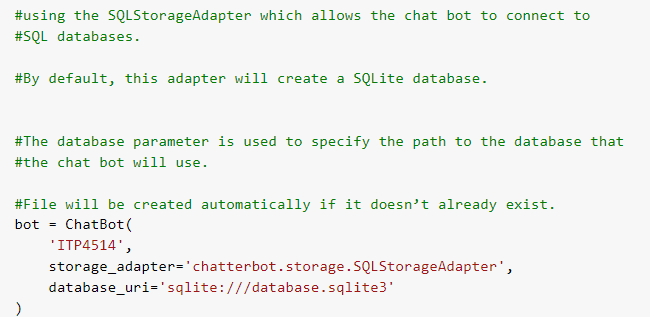 #using the SQLStorageAdapter which allows the chat bot to connect to
#SQL databases.
#By default, this adapter will create a SQLite database.
#The database parameter is used to specify the path to the database that
#the chat bot will use.
#File will be created automatically if it doesn’t already exist.
bot = ChatBot(
    'ITP4514',
    storage_adapter='chatterbot.storage.SQLStorageAdapter',
    database_uri='sqlite:///database.sqlite3'
)